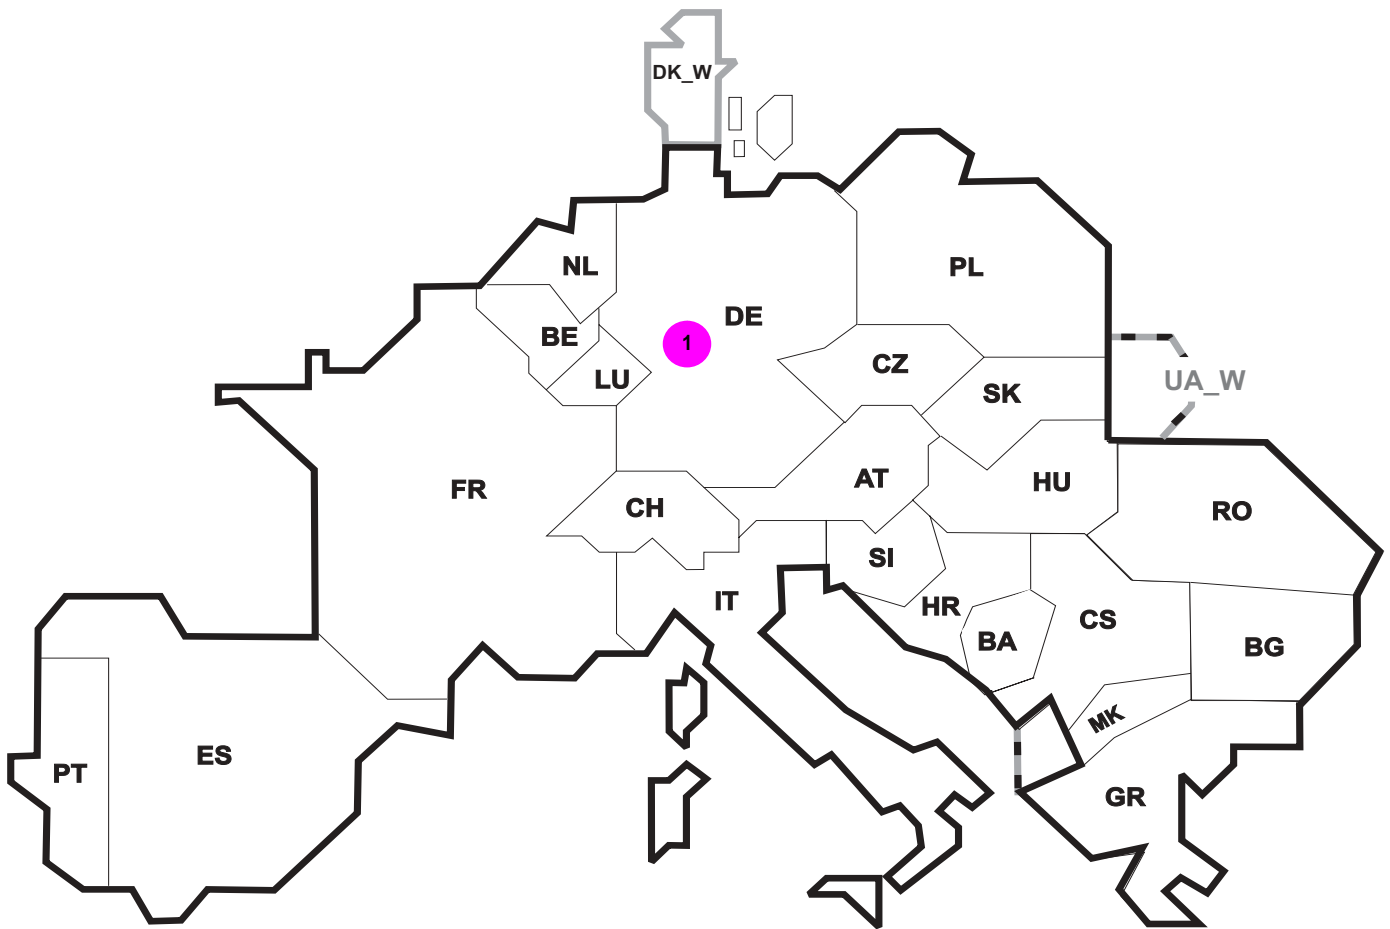 DK_W
NL
PL
DE
BE
1
CZ
LU
UA_W
SK
FR
AT
HU
CH
RO
SI
IT
HR
CS
BA
BG
MK
ES
PT
GR